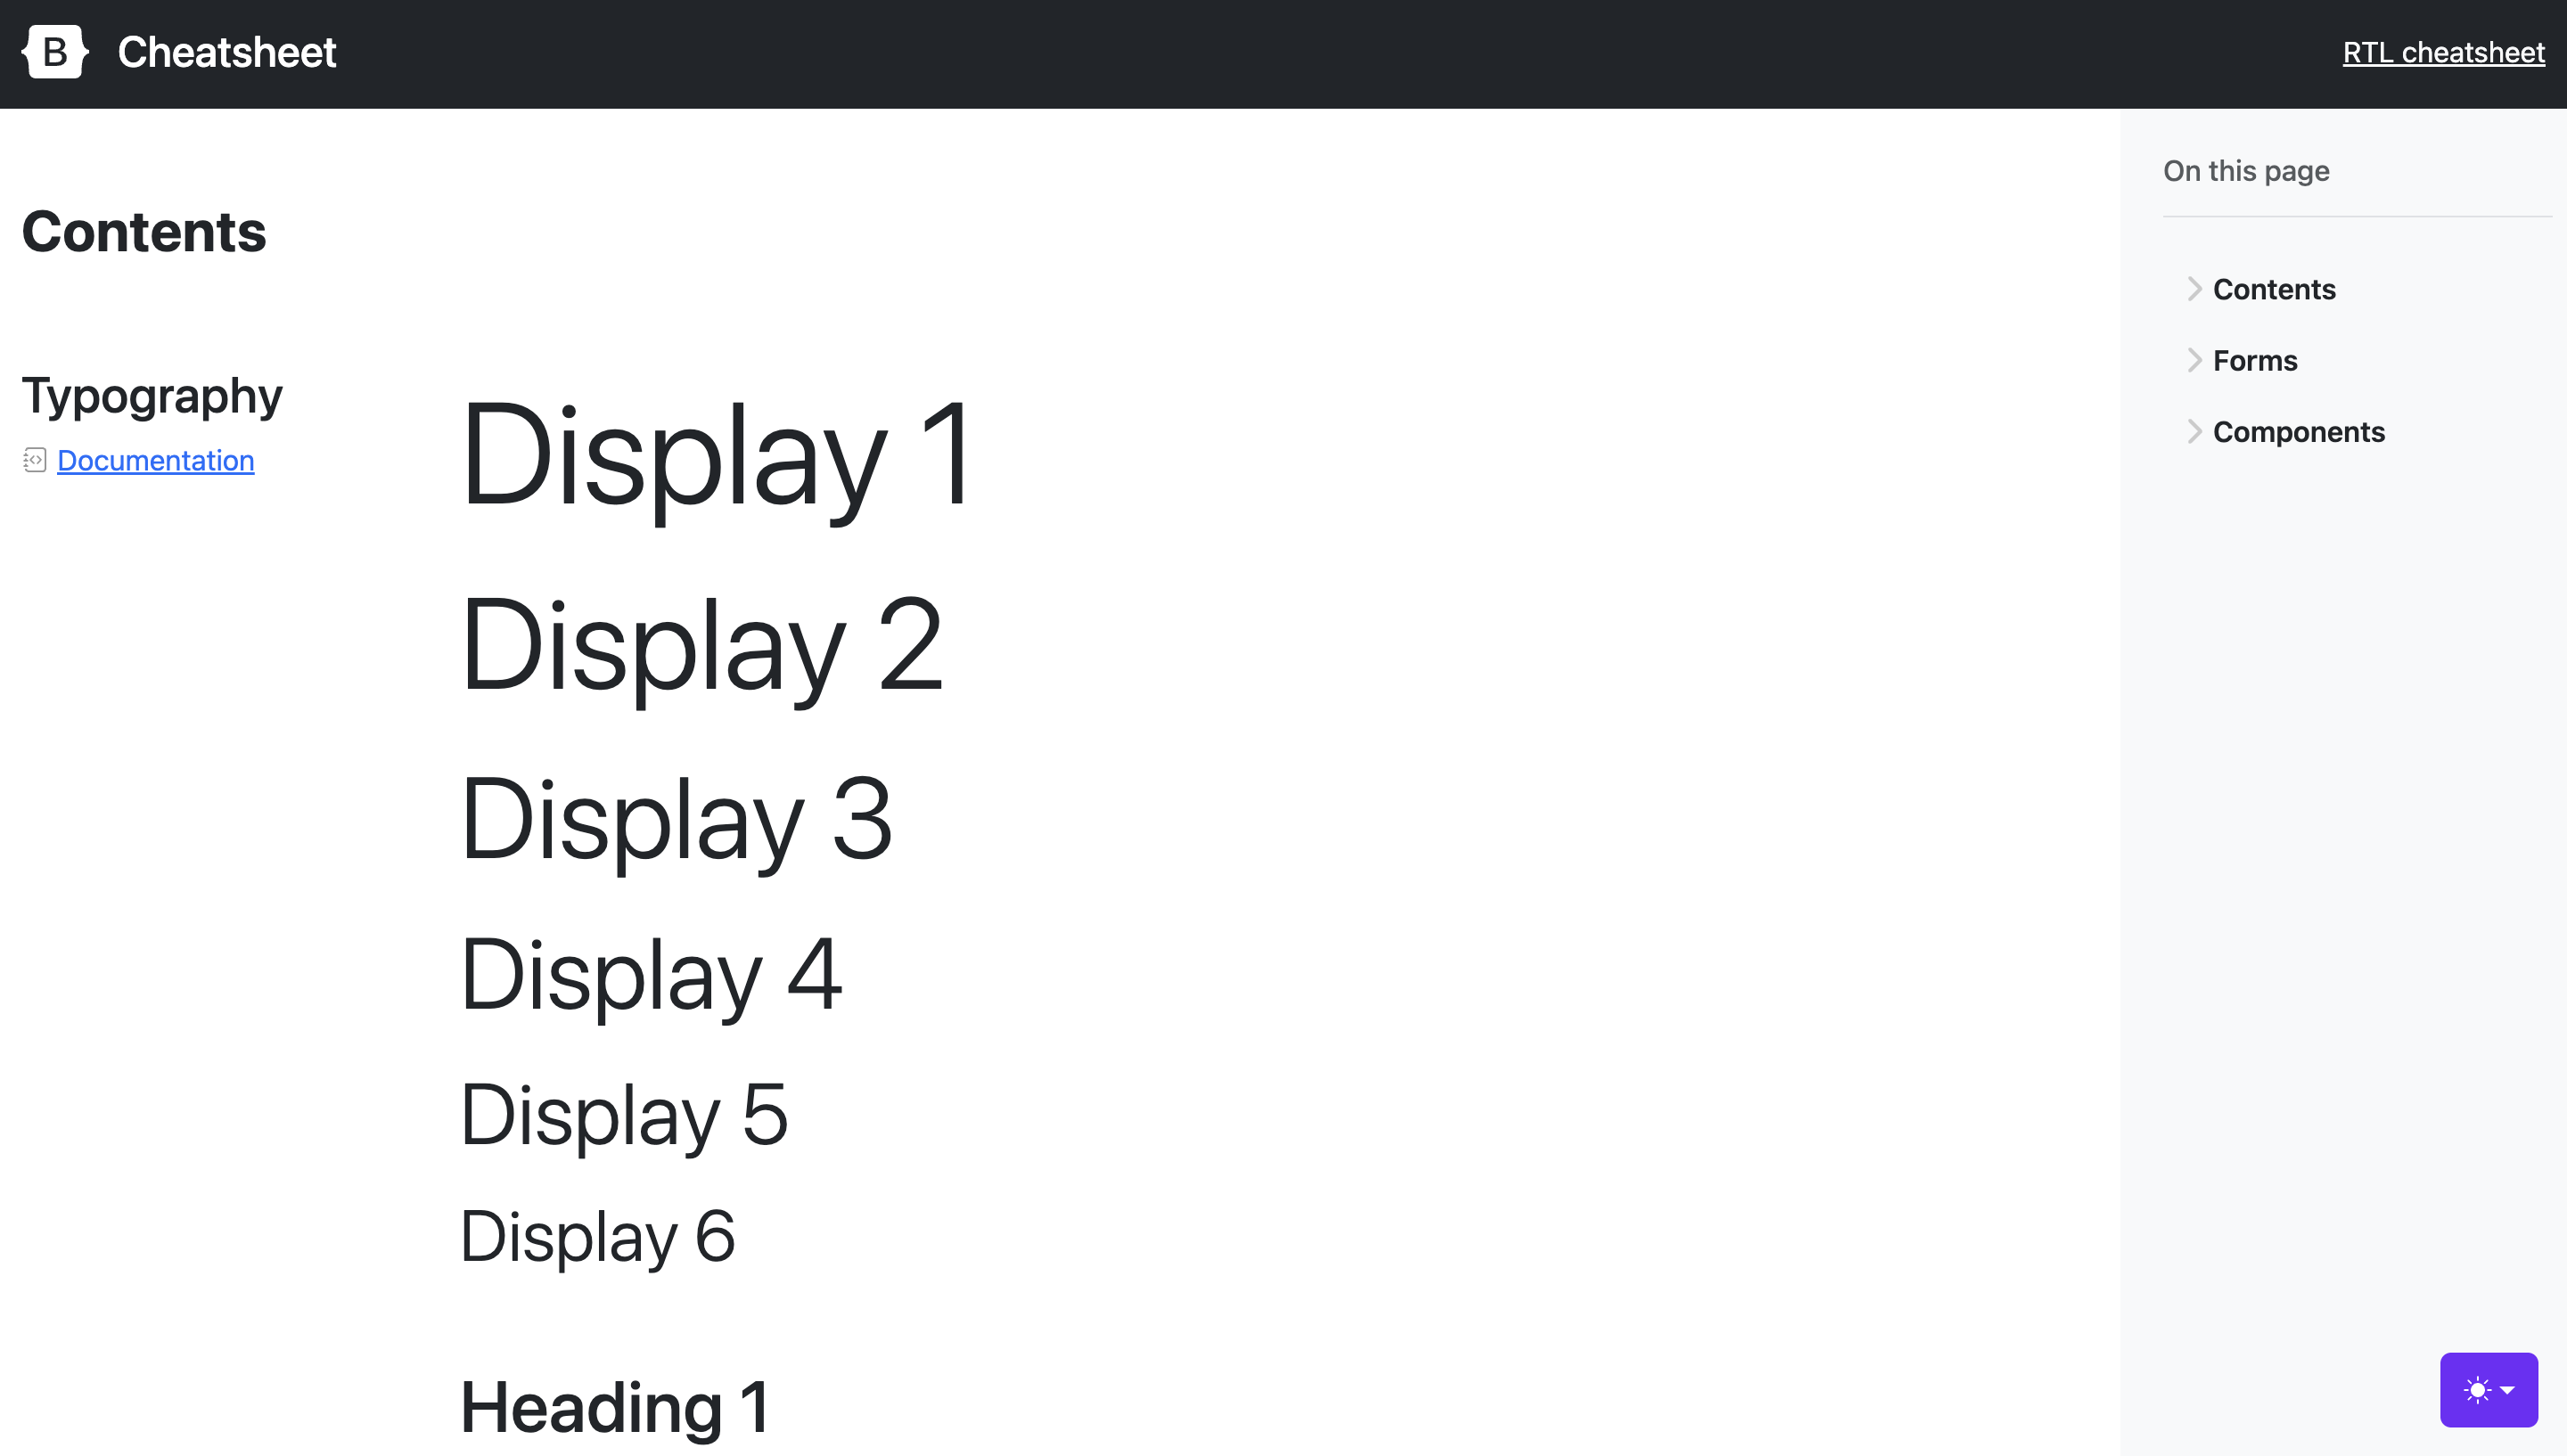 B Cheatsheet
RTL cheatsheet
Contents
Typography
Documentation
Display 1
Display 2
Display 3
Display 4
Display 5
Display 6
Heading 1
On this page
Contents
Forms
Components